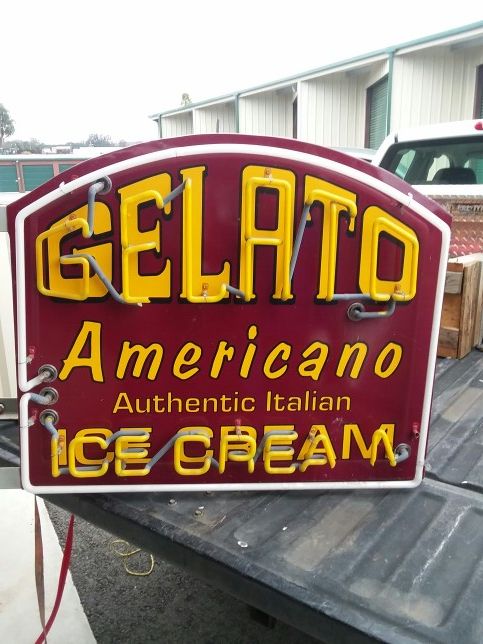 GELATO
Americano
Authentic Italian
ICE CREAM